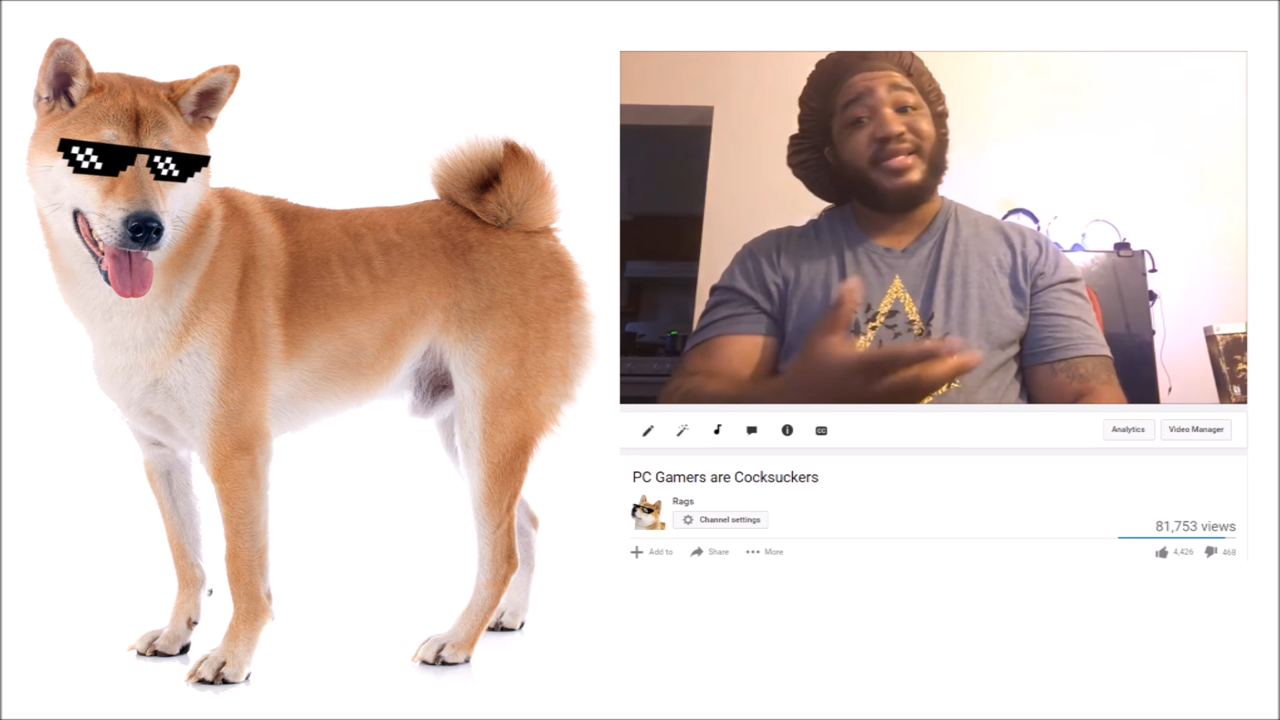 CC
Analytics
Video Manager
PC Gamers are Cocksuckers
Rags
Channel settings
81,753 views
Add to
Share
More
4,426
468